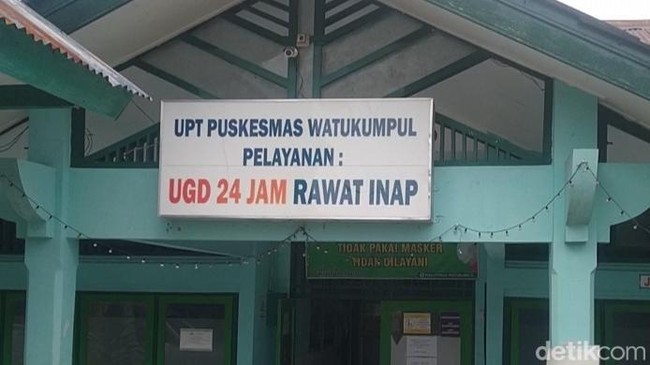 UPT PUSKESMAS WATUKUMPUL
PELAYANAN :
UGD 24 JAM RAWAT INAP
TIDAK PAKAI MASKER
TIDAK DILAYANI
detikcom